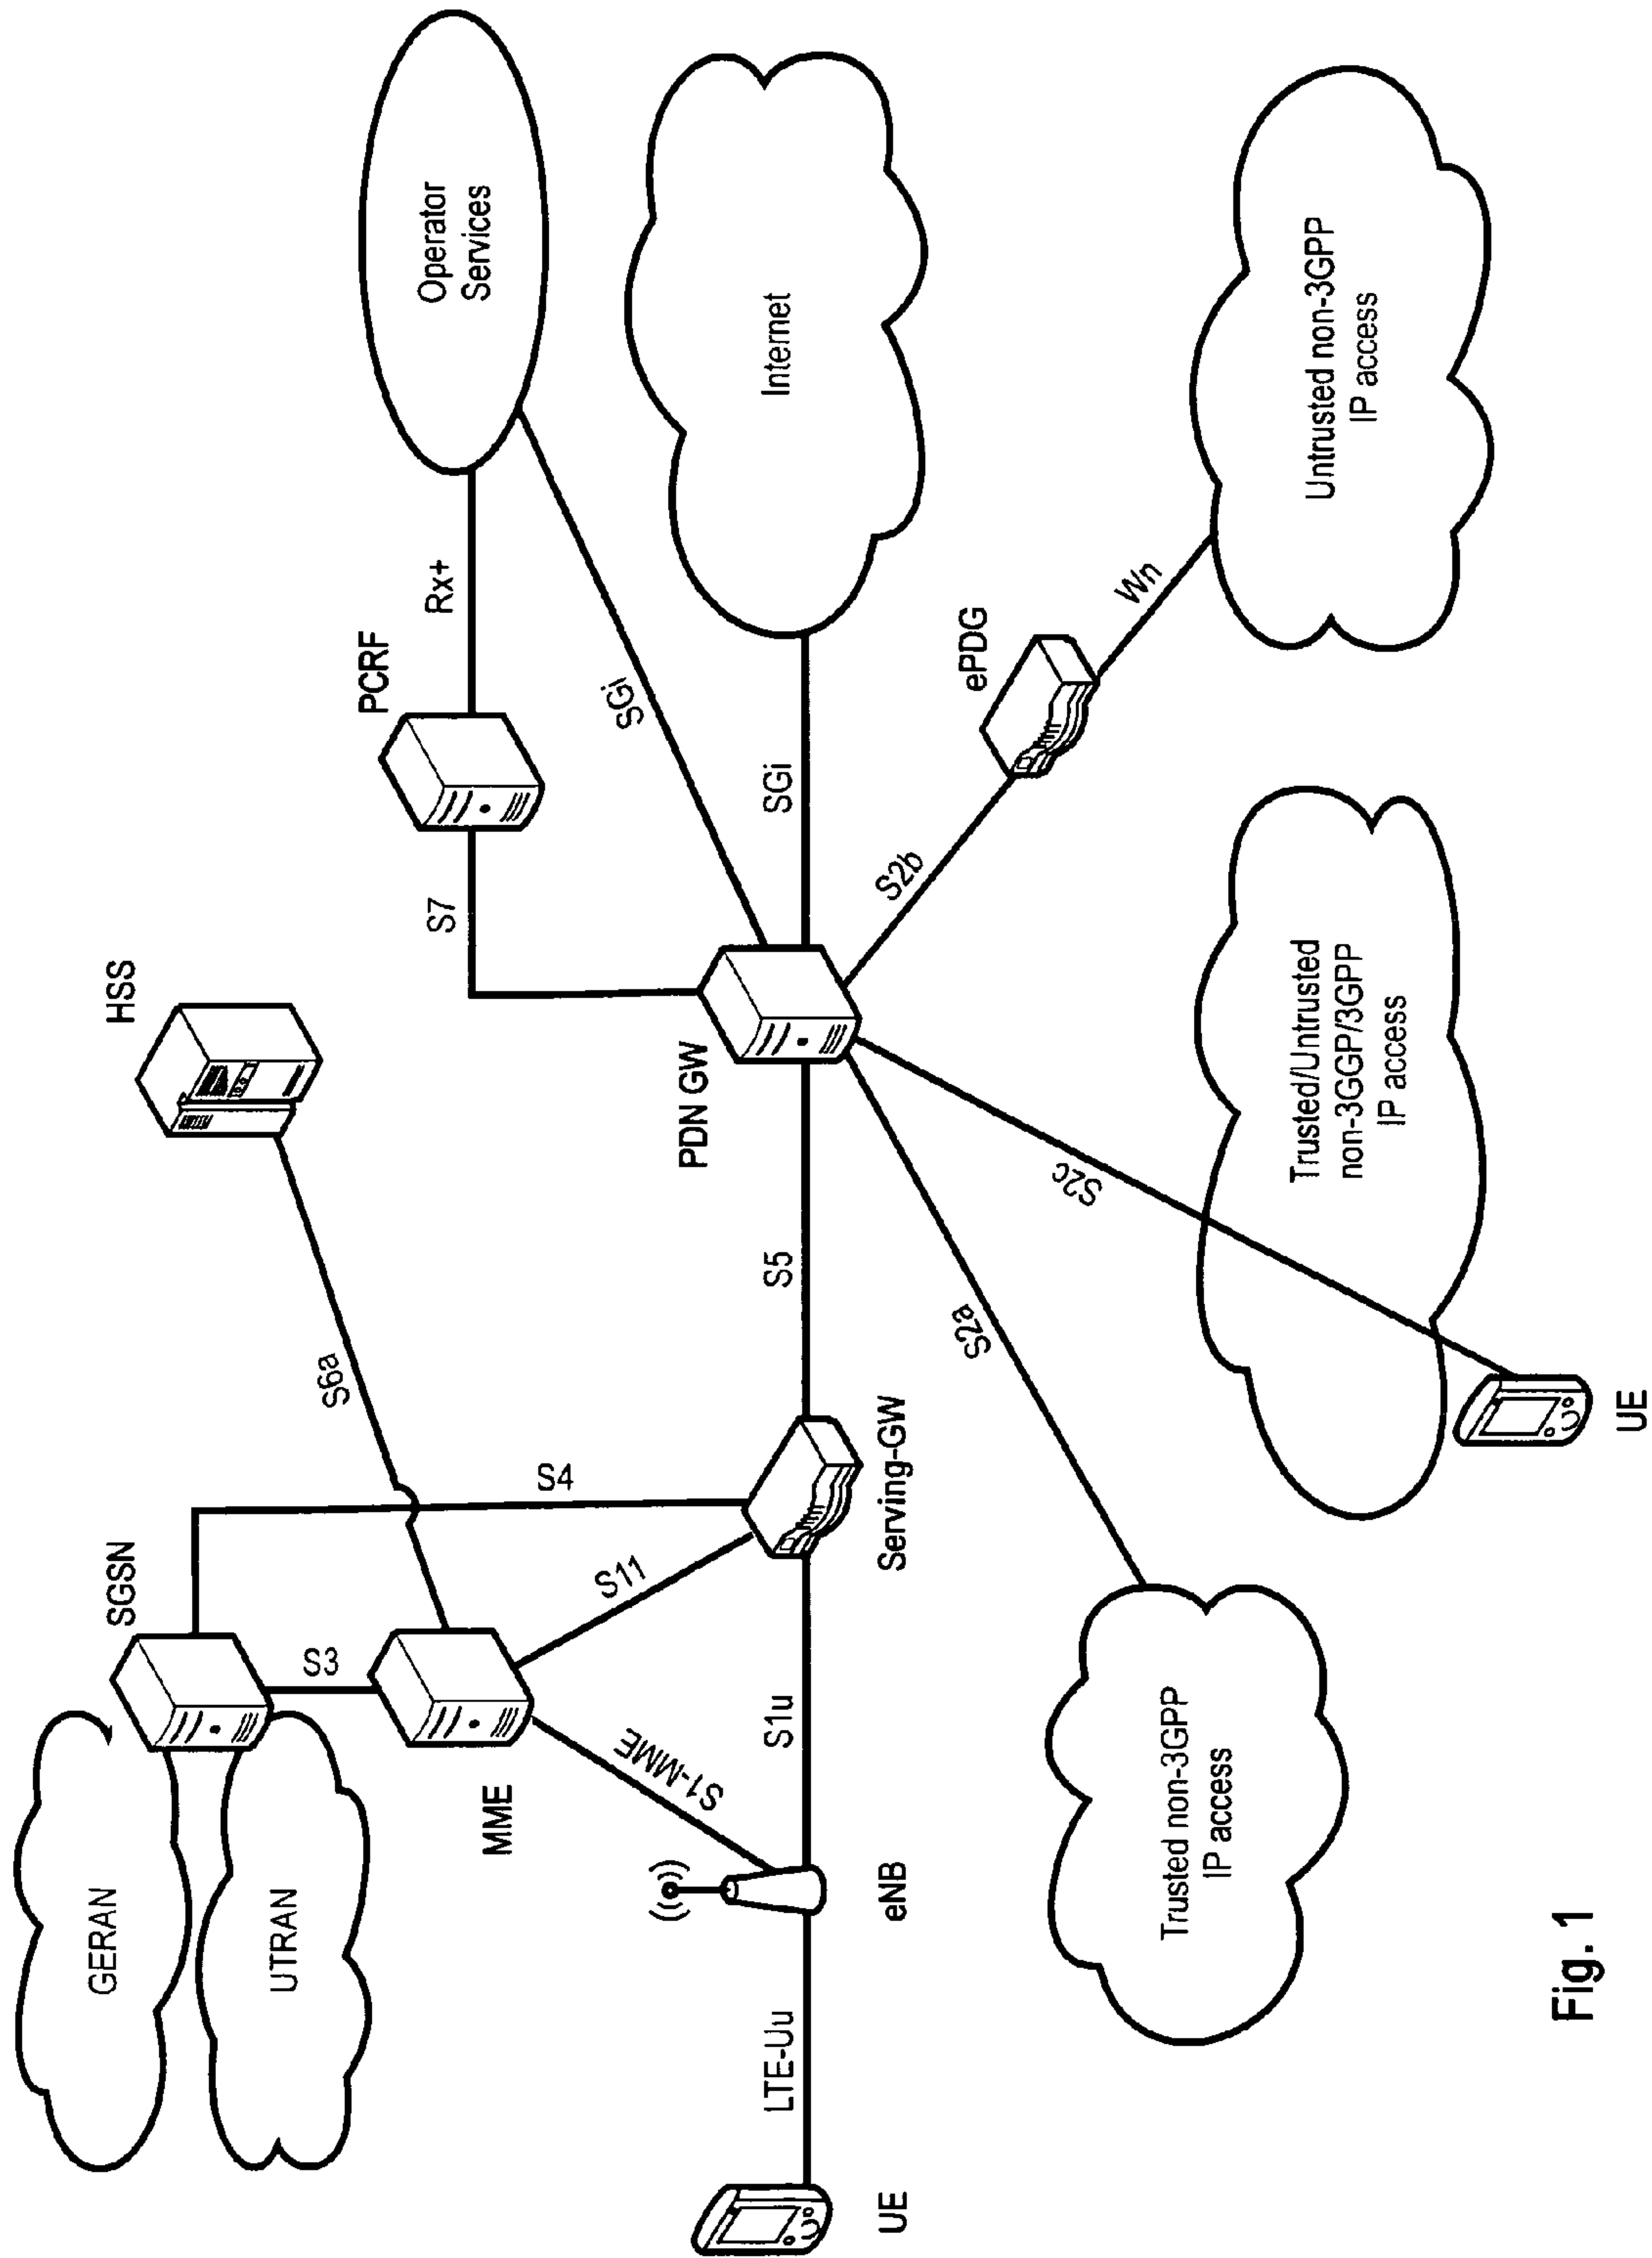 GERAN
UTRAN
SGSN
HSS
S3
S4
S6a
MME
S11
S1-MME
PCRF
S7
Rx+
Operator
Services
SGi
Internet
SGi
UE
LTE-Uu
eNB
S1u
Serving-GW
S5
PDN GW
S2a
S2c
S2b
ePDG
Wn
Trusted non-3GPP
IP access
Trusted/Untrusted
non-3GGP/3GPP
IP access
Untrusted non-3GPP
IP access
UE
Fig. 1